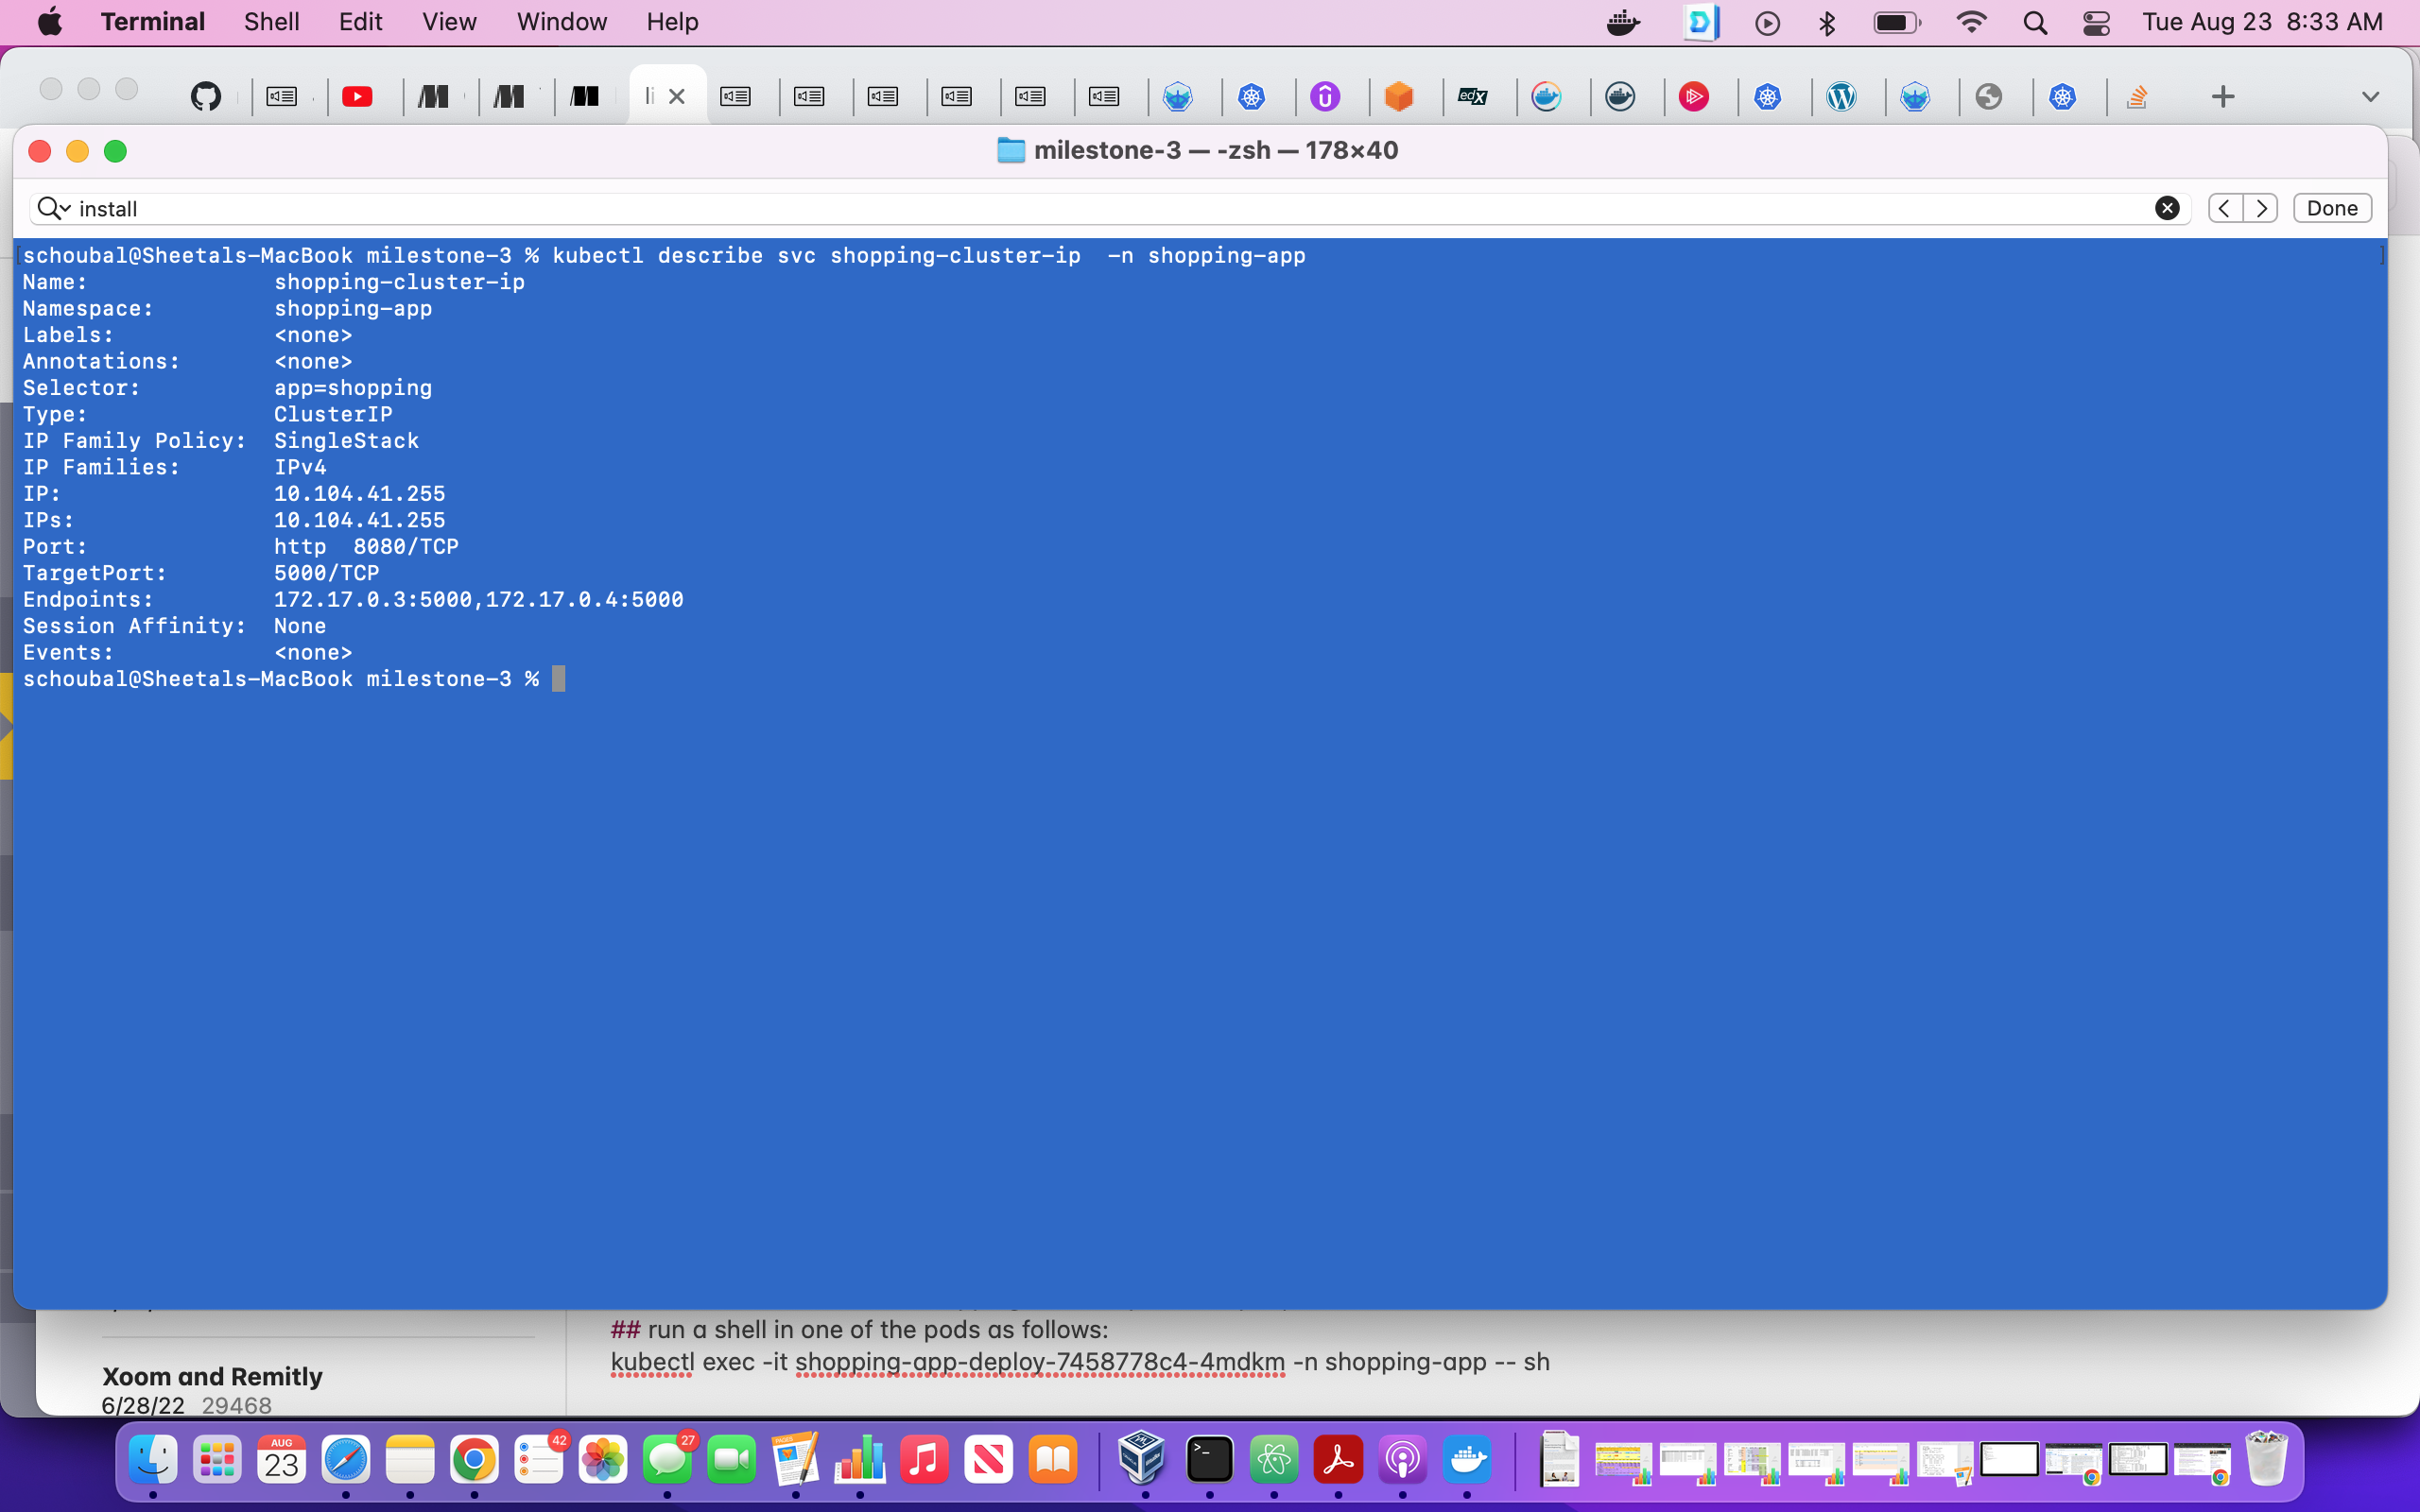 Terminal Shell Edit View Window Help Tue Aug 23 8:33 AM
milestone-3 — -zsh — 178×40
install Done
schoubal@Sheetals-MacBook milestone-3 % kubectl describe svc shopping-cluster-ip  -n shopping-app
Name: shopping-cluster-ip
Namespace: shopping-app
Labels: <none>
Annotations: <none>
Selector: app=shopping
Type: ClusterIP
IP Family Policy: SingleStack
IP Families: IPv4
IP: 10.104.41.255
IPs: 10.104.41.255
Port: http  8080/TCP
TargetPort: 5000/TCP
Endpoints: 172.17.0.3:5000,172.17.0.4:5000
Session Affinity: None
Events: <none>
schoubal@Sheetals-MacBook milestone-3 %
## run a shell in one of the pods as follows:
kubectl exec -it shopping-app-deploy-7458778c4-4mdkm -n shopping-app -- sh
Xoom and Remitly
6/28/22 29468
AUG
23
42
27